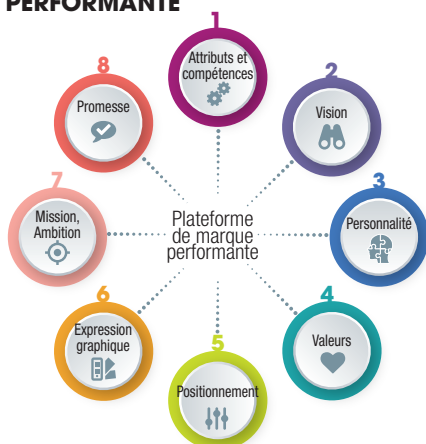 PERFORMANTE
1
Attributs et
compétences
2
Vision
3
Personnalité
4
Valeurs
5
Positionnement
6
Expression
graphique
7
Mission,
Ambition
8
Promesse
Plateforme
de marque
performante